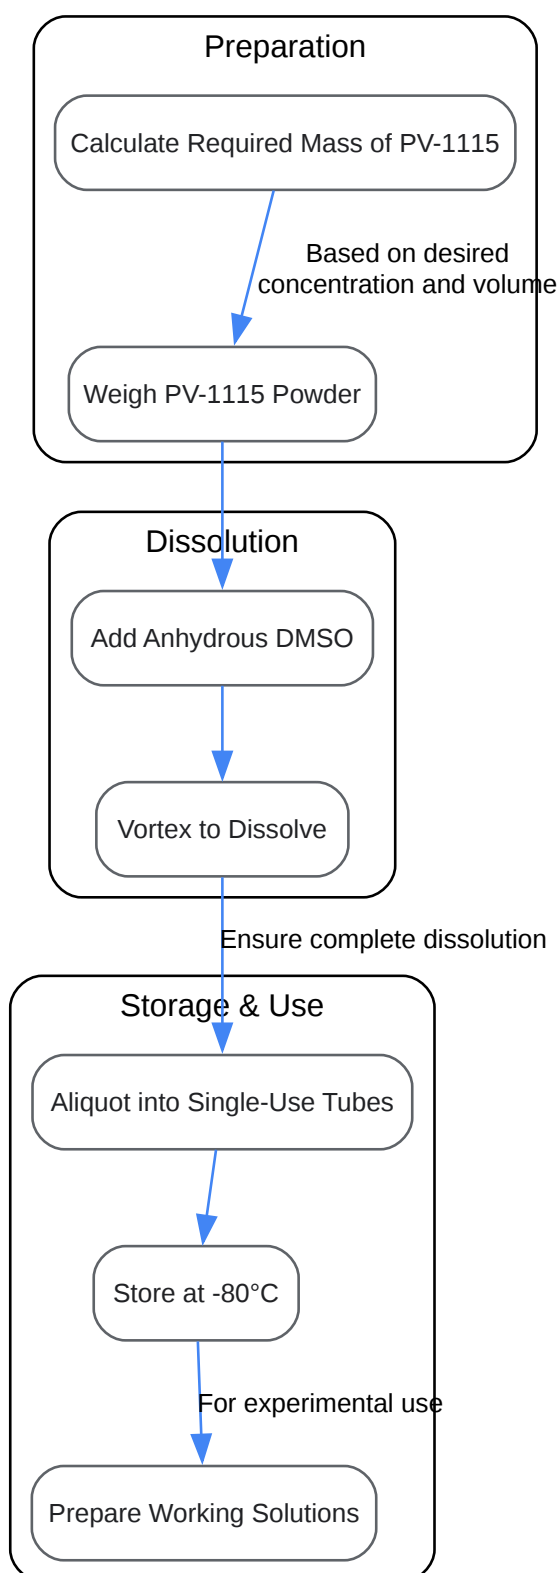 Preparation
Calculate Required Mass of PV-1115
Based on desired
concentration and volume
Weigh PV-1115 Powder
Dissolution
Add Anhydrous DMSO
Vortex to Dissolve
Ensure complete dissolution
Storage & Use
Aliquot into Single-Use Tubes
Store at -80°C
For experimental use
Prepare Working Solutions